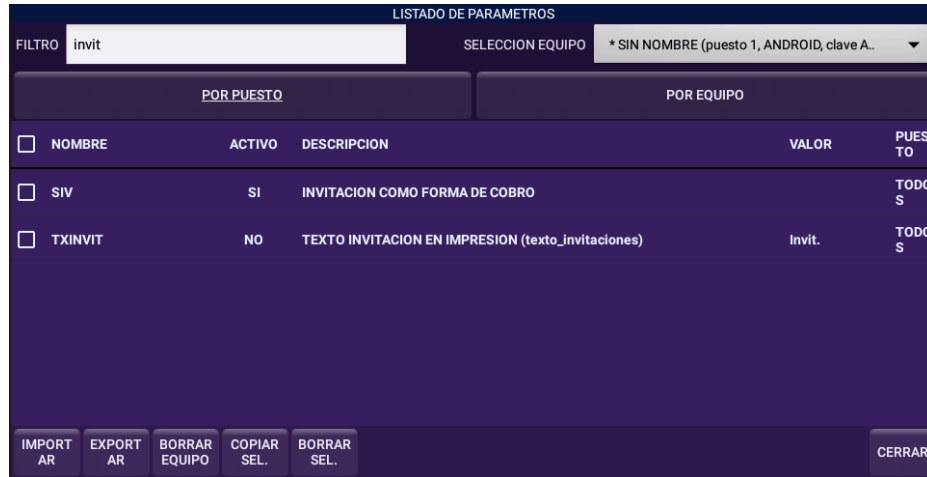 LISTADO DE PARAMETROS
FILTRO invit SELECCION EQUIPO * SIN NOMBRE (puesto 1, ANDROID, clave A..
POR PUESTO POR EQUIPO
NOMBRE ACTIVO DESCRIPCION VALOR PUES
TO
SIV SI INVITACION COMO FORMA DE COBRO TODO
S
TXINVIT NO TEXTO INVITACION EN IMPRESION (texto_invitaciones) Invit. TODO
S
IMPORT EXPORT BORRAR COPIAR BORRAR
AR AR EQUIPO SEL. SEL.
CERRAR